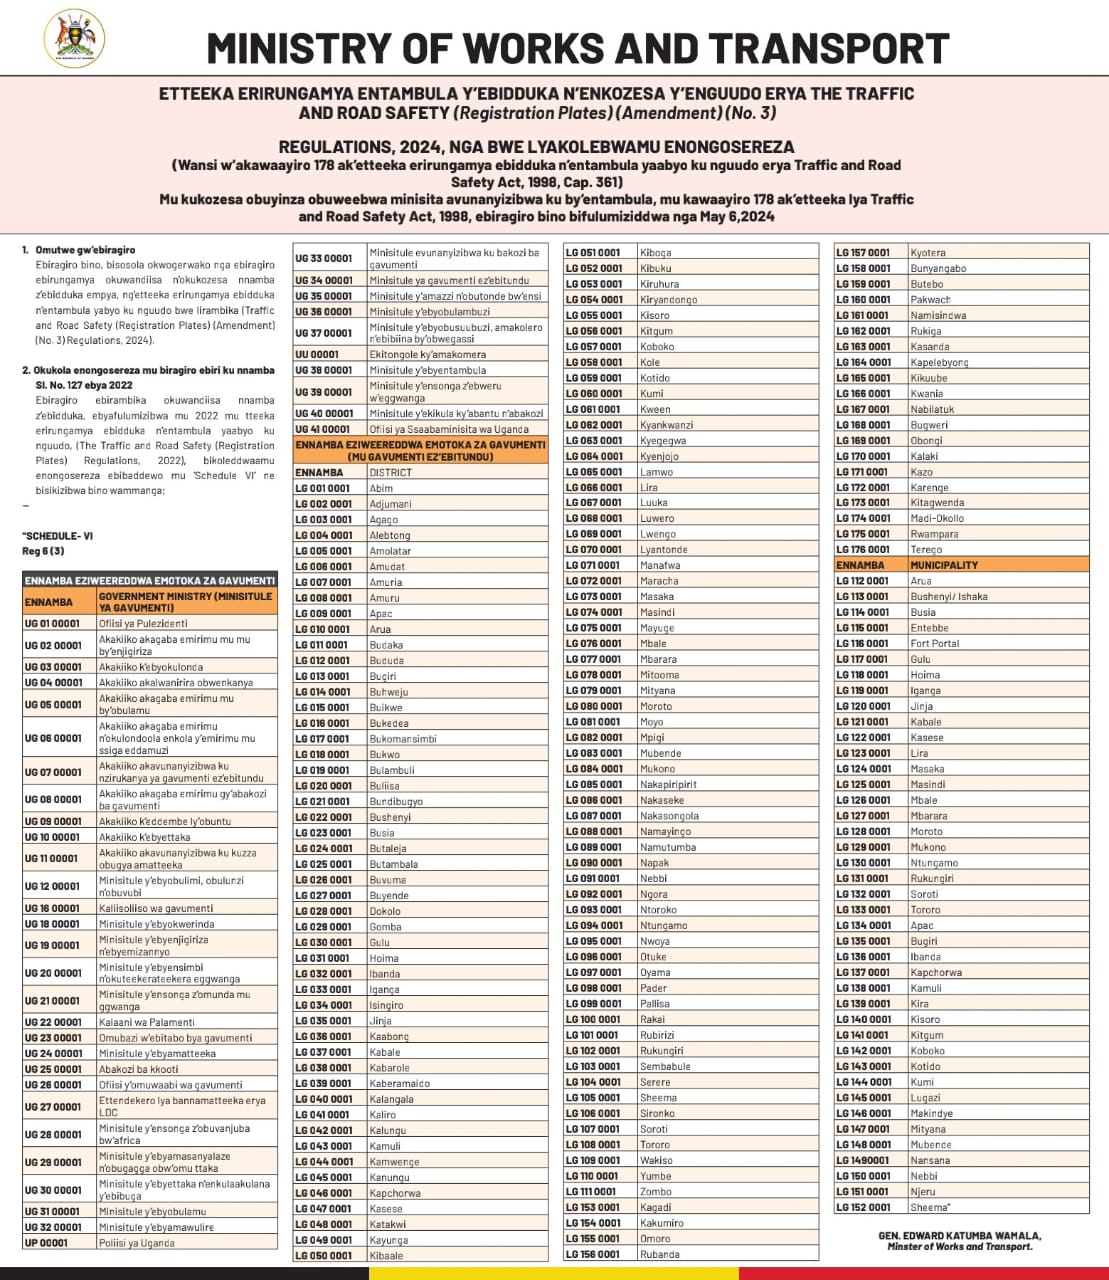 MINISTRY OF WORKS AND TRANSPORT
ETTEEKA ERIRUNGAMYA ENTAMBULA Y'EBIDDUKA N'ENKOZESA Y'ENGUUDO ERYA THE TRAFFIC
AND ROAD SAFETY (Registration Plates) (Amendment) (No. 3)
REGULATIONS, 2024, NGA BWE LYAKOLEBWAMU ENONGOSEREZA
(Wansi w'akawaayiro 178 ak'etteeka erirungamya ebidduka n'entambula yaabyo ku nguudo erya Traffic and Road
Safety Act, 1998, Cap. 361)
Mu kukozesa obuyinza obuweebwa minisita avunanyizibwa ku by'entambula, mu kawaayiro 178 ak'etteeka lya Traffic
and Road Safety Act, 1998, ebiragiro bino bifulumiziddwa nga May 6,2024
1. Omutwe gw'ebiragiro
Ebiragiro bino, bisosola okwogerwako nga ebiragiro
ebirungamya okuwandiisa n'okukozesa nnamba
z'ebidduka empya, ng'etteeka erirungamya ebidduka
n'entambula yabyo ku nguudo bwe lirambika (Traffic
and Road Safety (Registration Plates) (Amendment)
(No. 3) Regulations, 2024).
2. Okukola enongosereza mu biragiro ebiri ku nnamba
SI. No. 127 ebya 2022
Ebiragiro ebirambika okuwandiisa nnamba
z'ebidduka, ebyafulumizibwa mu 2022 mu tteeka
erirungamya ebidduka n'entambula yaabyo ku
nguudo, (The Traffic and Road Safety (Registration
Plates) Regulations, 2022), bikoleddwaamu
enongosereza ebibaddewo mu 'Schedule VI' ne
bisikizibwa bino wammanga;
—
"SCHEDULE- VI
Reg 6 (3)
ENNAMBA EZIWEEREDDWA EMOTOKA ZA GAVUMENTI
ENNAMBA GOVERNMENT MINISTRY (MINISITULE
YA GAVUMENTI)
UG 01 00001 Ofiisi ya Pulezidenti
UG 02 00001 Akakiiko akagaba emirimu mu mu
by'enjigiriza
UG 03 00001 Akakiiko k'ebyokulonda
UG 04 00001 Akakiiko akalwanirira obwenkanya
UG 05 00001 Akakiiko akagaba emirimu mu
by'obulamu
UG 06 00001 Akakiiko akagaba emirimu
n'okulondoola enkola y'emirimu mu
ssiga eddamuzi
UG 07 00001 Akakiiko akavunanyizibwa ku
nzirukanya ya gavumenti ez'ebitundu
UG 08 00001 Akakiiko akagaba emirimu gy'abakozi
ba gavumenti
UG 09 00001 Akakiiko k'eddembe ly'obuntu
UG 10 00001 Akakiiko k'ebyettaka
UG 11 00001 Akakiiko akavunanyizibwa ku kuzza
obugya amatteeka
UG 12 00001 Minisitule y'ebyobulimi, obulunzi
n'obuvubi
UG 16 00001 Kaliisoliiso wa gavumenti
UG 18 00001 Minisitule y'ebyokwerinda
UG 19 00001 Minisitule y'ebyenjigiriza
n'ebyemizannyo
UG 20 00001 Minisitule y'ebyensimbi
n'okuteekerateekera eggwanga
UG 21 00001 Minisitule y'ensonga z'omunda mu
ggwanga
UG 22 00001 Kalaani wa Palamenti
UG 23 00001 Omubazi w'ebitabo bya gavumenti
UG 24 00001 Minisitule y'ebyamatteeka
UG 25 00001 Abakozi ba kkooti
UG 26 00001 Ofiisi y'omuwaabi wa gavumenti
UG 27 00001 Ettendekero lya bannamatteeka erya
LDC
UG 28 00001 Minisitule y'ensonga z'obuvanjuba
bw'africa
UG 29 00001 Minisitule y'ebyamasanyalaze
n'obugagga obw'omu ttaka
UG 30 00001 Minisitule y'ebyettaka n'enkulaakulana
y'ebibuga
UG 31 00001 Minisitule y'ebyobulamu
UG 32 00001 Minisitule y'ebyamawulire
UP 00001 Poliisi ya Uganda
UG 33 00001 Minisitule evunanyizibwa ku bakozi ba
gavumenti
UG 34 00001 Minisitule ya gavumenti ez'ebitundu
UG 35 00001 Minisitule y'amazzi n'obutonde bw'ensi
UG 36 00001 Minisitule y'ebyobulambuzi
UG 37 00001 Minisitule y'ebyobusuubuzi, amakolero
n'ebibiina by'obwegassi
UU 00001 Ekitongole ky'amakomera
UG 38 00001 Minisitule y'ebyentambula
UG 39 00001 Minisitule y'ensonga z'ebweru
w'eggwanga
UG 40 00001 Minisitule y'ekikula ky'abantu n'abakozi
UG 41 00001 Ofiisi ya Ssaabaminisita wa Uganda
ENNAMBA EZIWEEREDDWA EMOTOKA ZA GAVUMENTI
(MU GAVUMENTI EZ'EBITUNDU)
ENNAMBA DISTRICT
LG 001 0001 Abim
LG 002 0001 Adjumani
LG 003 0001 Agago
LG 004 0001 Alebtong
LG 005 0001 Amolatar
LG 006 0001 Amudat
LG 007 0001 Amuria
LG 008 0001 Amuru
LG 009 0001 Apac
LG 010 0001 Arua
LG 011 0001 Budaka
LG 012 0001 Bududa
LG 013 0001 Bugiri
LG 014 0001 Buhweju
LG 015 0001 Buikwe
LG 016 0001 Bukedea
LG 017 0001 Bukomansimbi
LG 018 0001 Bukwo
LG 019 0001 Bulambuli
LG 020 0001 Buliisa
LG 021 0001 Bundibugyo
LG 022 0001 Bushenyi
LG 023 0001 Busia
LG 024 0001 Butaleja
LG 025 0001 Butambala
LG 026 0001 Buvuma
LG 027 0001 Buyende
LG 028 0001 Dokolo
LG 029 0001 Gomba
LG 030 0001 Gulu
LG 031 0001 Hoima
LG 032 0001 Ibanda
LG 033 0001 Iganga
LG 034 0001 Isingiro
LG 035 0001 Jinja
LG 036 0001 Kaabong
LG 037 0001 Kabale
LG 038 0001 Kabarole
LG 039 0001 Kaberamaido
LG 040 0001 Kalangala
LG 041 0001 Kaliro
LG 042 0001 Kalungu
LG 043 0001 Kamuli
LG 044 0001 Kamwenge
LG 045 0001 Kanungu
LG 046 0001 Kapchorwa
LG 047 0001 Kasese
LG 048 0001 Katakwi
LG 049 0001 Kayunga
LG 050 0001 Kibaale
LG 051 0001 Kiboga
LG 052 0001 Kibuku
LG 053 0001 Kiruhura
LG 054 0001 Kiryandongo
LG 055 0001 Kisoro
LG 056 0001 Kitgum
LG 057 0001 Koboko
LG 058 0001 Kole
LG 059 0001 Kotido
LG 060 0001 Kumi
LG 061 0001 Kween
LG 062 0001 Kyankwanzi
LG 063 0001 Kyegegwa
LG 064 0001 Kyenjojo
LG 065 0001 Lamwo
LG 066 0001 Lira
LG 067 0001 Luuka
LG 068 0001 Luwero
LG 069 0001 Lwengo
LG 070 0001 Lyantonde
LG 071 0001 Manafwa
LG 072 0001 Maracha
LG 073 0001 Masaka
LG 074 0001 Masindi
LG 075 0001 Mayuge
LG 076 0001 Mbale
LG 077 0001 Mbarara
LG 078 0001 Mitooma
LG 079 0001 Mityana
LG 080 0001 Moroto
LG 081 0001 Moyo
LG 082 0001 Mpigi
LG 083 0001 Mubende
LG 084 0001 Mukono
LG 085 0001 Nakapiripirit
LG 086 0001 Nakaseke
LG 087 0001 Nakasongola
LG 088 0001 Namayingo
LG 089 0001 Namutumba
LG 090 0001 Napak
LG 091 0001 Nebbi
LG 092 0001 Ngora
LG 093 0001 Ntoroko
LG 094 0001 Ntungamo
LG 095 0001 Nwoya
LG 096 0001 Otuke
LG 097 0001 Oyama
LG 098 0001 Pader
LG 099 0001 Pallisa
LG 100 0001 Rakai
LG 101 0001 Rubirizi
LG 102 0001 Rukungiri
LG 103 0001 Sembabule
LG 104 0001 Serere
LG 105 0001 Sheema
LG 106 0001 Sironko
LG 107 0001 Soroti
LG 108 0001 Tororo
LG 109 0001 Wakiso
LG 110 0001 Yumbe
LG 111 0001 Zombo
LG 153 0001 Kagadi
LG 154 0001 Kakumiro
LG 155 0001 Omoro
LG 156 0001 Rubanda
LG 157 0001 Kyotera
LG 158 0001 Bunyangabo
LG 159 0001 Butebo
LG 160 0001 Pakwach
LG 161 0001 Namisindwa
LG 162 0001 Rukiga
LG 163 0001 Kasanda
LG 164 0001 Kapelebyong
LG 165 0001 Kikuube
LG 166 0001 Kwania
LG 167 0001 Nabilatuk
LG 168 0001 Bugweri
LG 169 0001 Obongi
LG 170 0001 Kalaki
LG 171 0001 Kazo
LG 172 0001 Karenge
LG 173 0001 Kitagwenda
LG 174 0001 Madi-Okollo
LG 175 0001 Rwampara
LG 176 0001 Terego
ENNAMBA MUNICIPALITY
LG 112 0001 Arua
LG 113 0001 Bushenyi/ Ishaka
LG 114 0001 Busia
LG 115 0001 Entebbe
LG 116 0001 Fort Portal
LG 117 0001 Gulu
LG 118 0001 Hoima
LG 119 0001 Iganga
LG 120 0001 Jinja
LG 121 0001 Kabale
LG 122 0001 Kasese
LG 123 0001 Lira
LG 124 0001 Masaka
LG 125 0001 Masindi
LG 126 0001 Mbale
LG 127 0001 Mbarara
LG 128 0001 Moroto
LG 129 0001 Mukono
LG 130 0001 Ntungamo
LG 131 0001 Rukungiri
LG 132 0001 Soroti
LG 133 0001 Tororo
LG 134 0001 Apac
LG 135 0001 Bugiri
LG 136 0001 Ibanda
LG 137 0001 Kapchorwa
LG 138 0001 Kamuli
LG 139 0001 Kira
LG 140 0001 Kisoro
LG 141 0001 Kitgum
LG 142 0001 Koboko
LG 143 0001 Kotido
LG 144 0001 Kumi
LG 145 0001 Lugazi
LG 146 0001 Makindye
LG 147 0001 Mityana
LG 148 0001 Mubende
LG 1490001 Nansana
LG 150 0001 Nebbi
LG 151 0001 Njeru
LG 152 0001 Sheema"
GEN. EDWARD KATUMBA WAMALA,
Minster of Works and Transport.